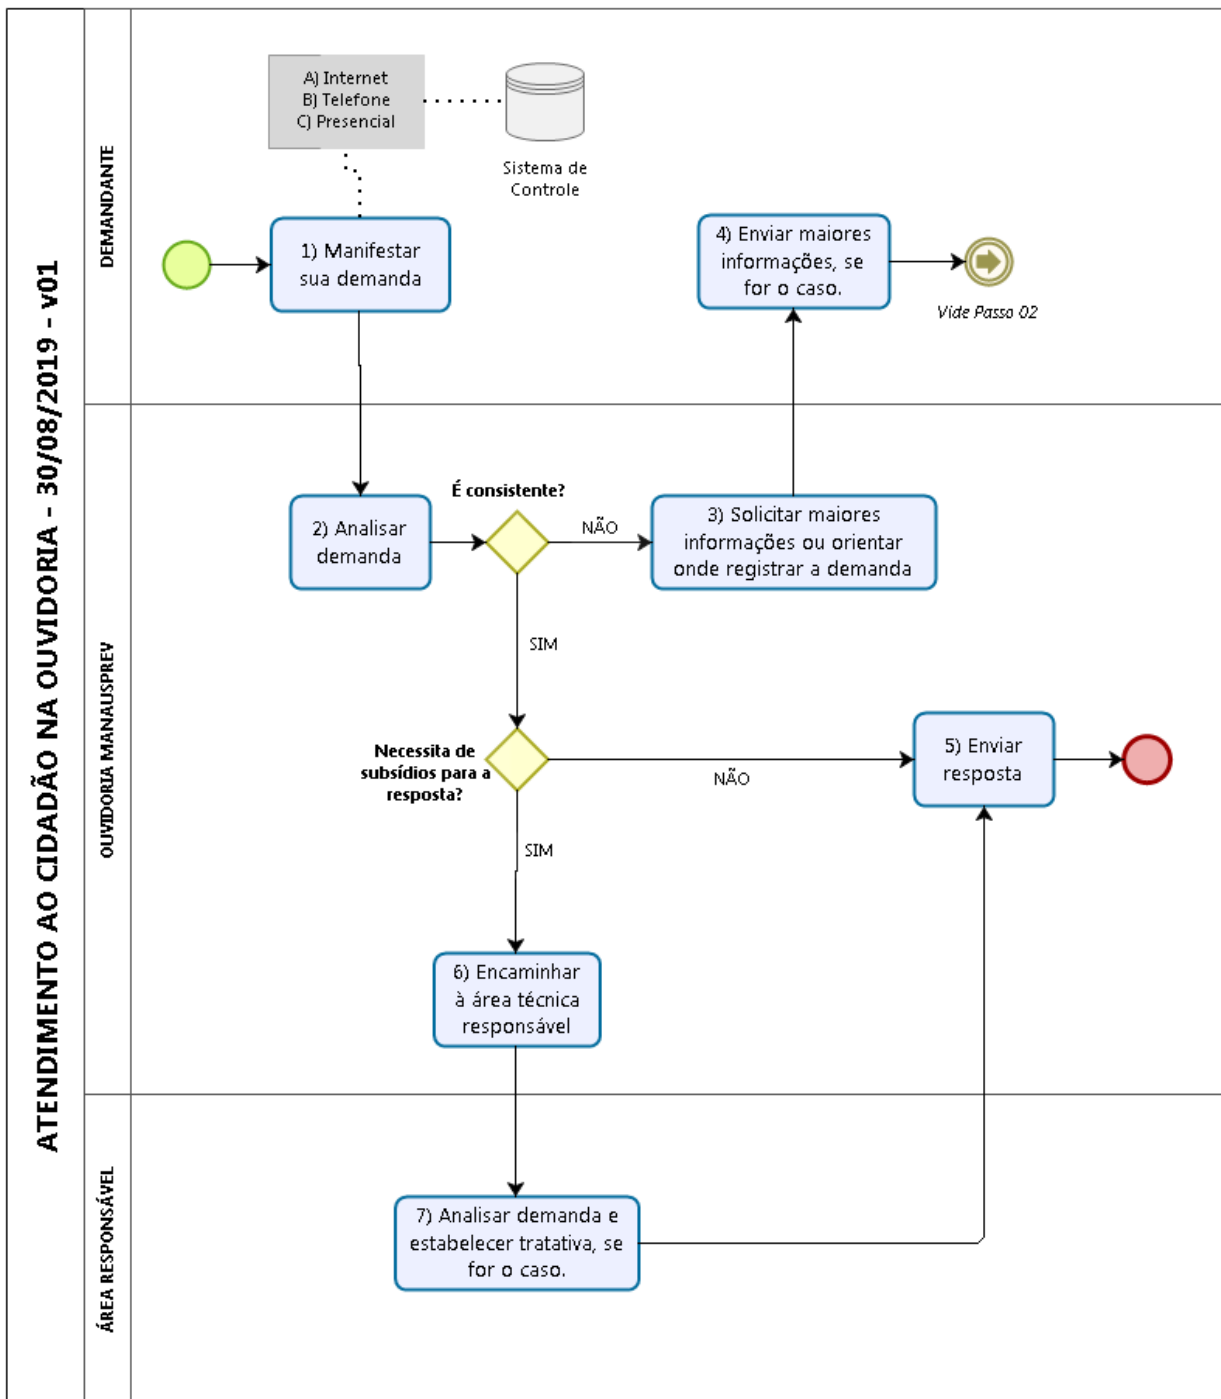 ATENDIMENTO AO CIDADÃO NA OUVIDORIA - 30/08/2019 - v01
DEMANDANTE
A) Internet
B) Telefone
C) Presencial
Sistema de
Controle
1) Manifestar
sua demanda
4) Enviar maiores
informações, se
for o caso.
Vide Passo 02
OUVIDORIA MANAUSPREV
2) Analisar
demanda
É consistente?
NÃO
3) Solicitar maiores
informações ou orientar
onde registrar a demanda
SIM
Necessita de
subsídios para a
resposta?
NÃO
5) Enviar
resposta
SIM
6) Encaminhar
à área técnica
responsável
ÁREA RESPONSÁVEL
7) Analisar demanda e
estabelecer tratativa, se
for o caso.